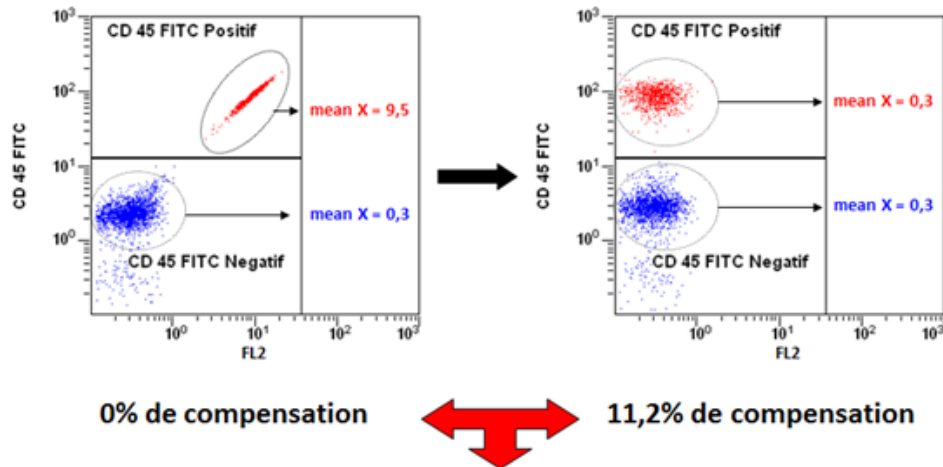 10³
CD 45 FITC Positif
10²
mean X = 9,5
10¹
mean X = 0,3
10⁰
CD 45 FITC Negatif
CD 45 FITC
10⁰ 10¹ 10² 10³
FL2
10³
CD 45 FITC Positif
10²
mean X = 0,3
10¹
mean X = 0,3
10⁰
CD 45 FITC Negatif
CD 45 FITC
10⁰ 10¹ 10² 10³
FL2
0% de compensation
11,2% de compensation